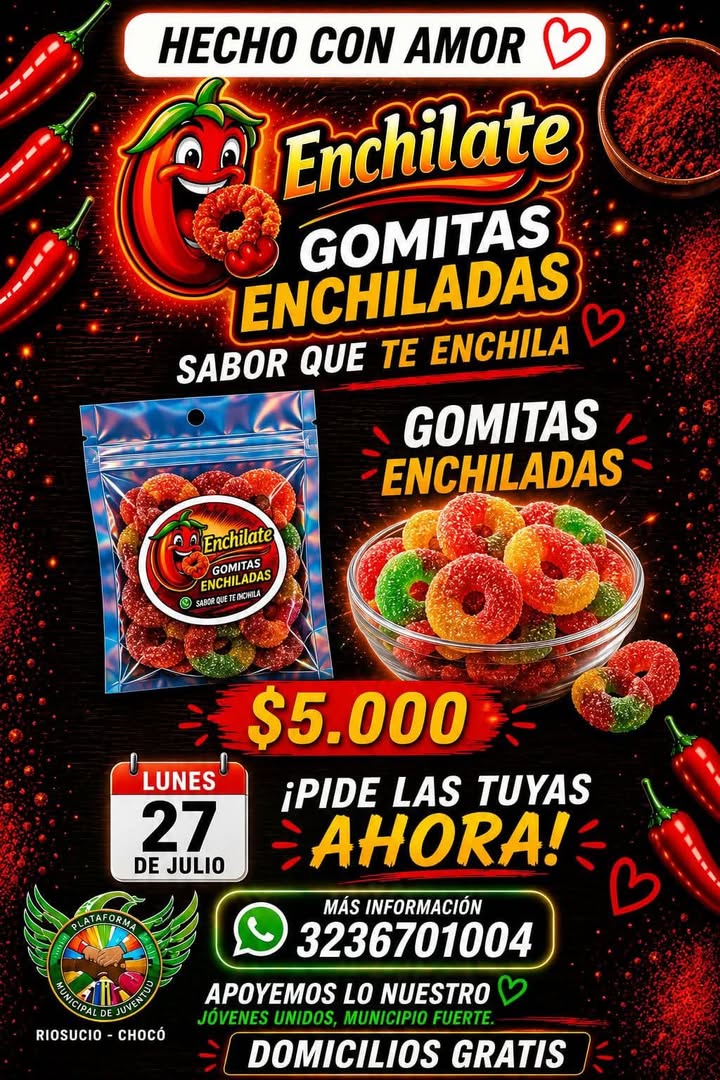 HECHO CON AMOR
Enchilate
GOMITAS
ENCHILADAS
SABOR QUE TE ENCHILA
GOMITAS
ENCHILADAS
Enchilate
GOMITAS
ENCHILADAS
SABOR QUE TE ENCHILA
$5.000
LUNES
27
DE JULIO
¡PIDE LAS TUYAS
AHORA!
PLATAFORMA
MUNICIPAL DE JUVENTUD
RIOSUCIO - CHOCÓ
MÁS INFORMACIÓN
3236701004
APOYEMOS LO NUESTRO
JÓVENES UNIDOS, MUNICIPIO FUERTE.
DOMICILIOS GRATIS